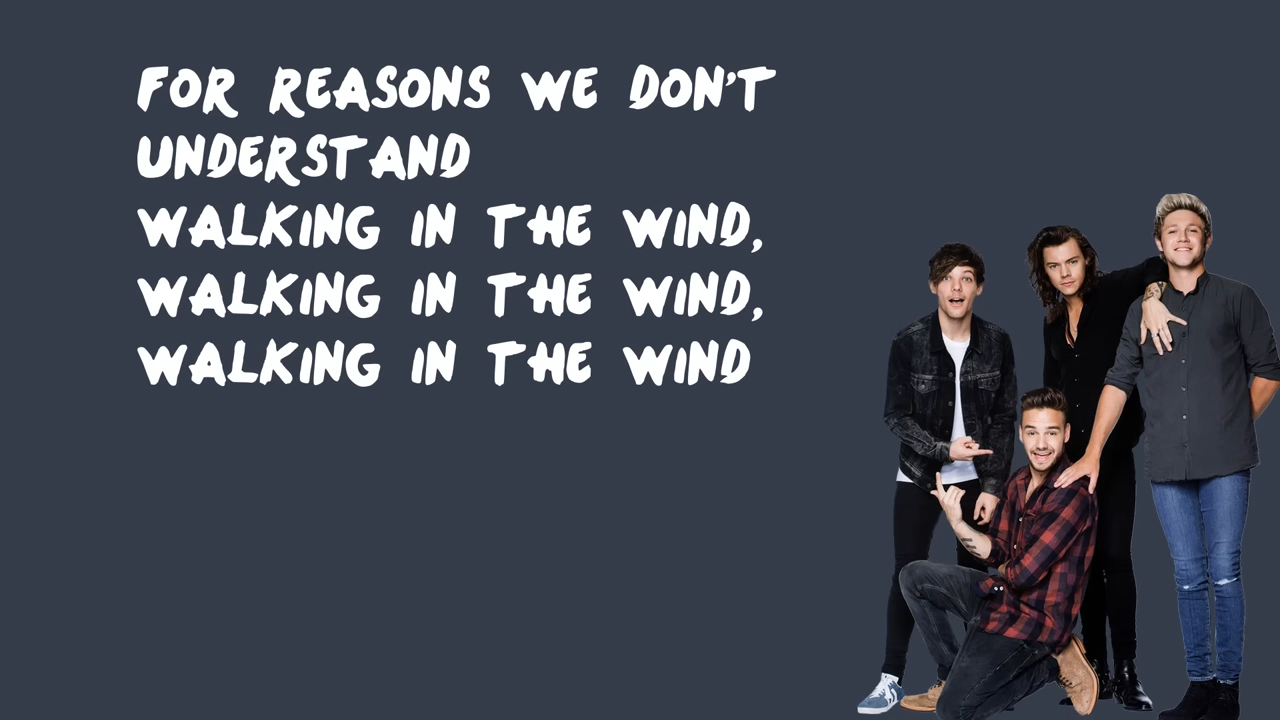 FOR REASONS WE DON'T
UNDERSTAND
WALKING IN THE WIND,
WALKING IN THE WIND,
WALKING IN THE WIND